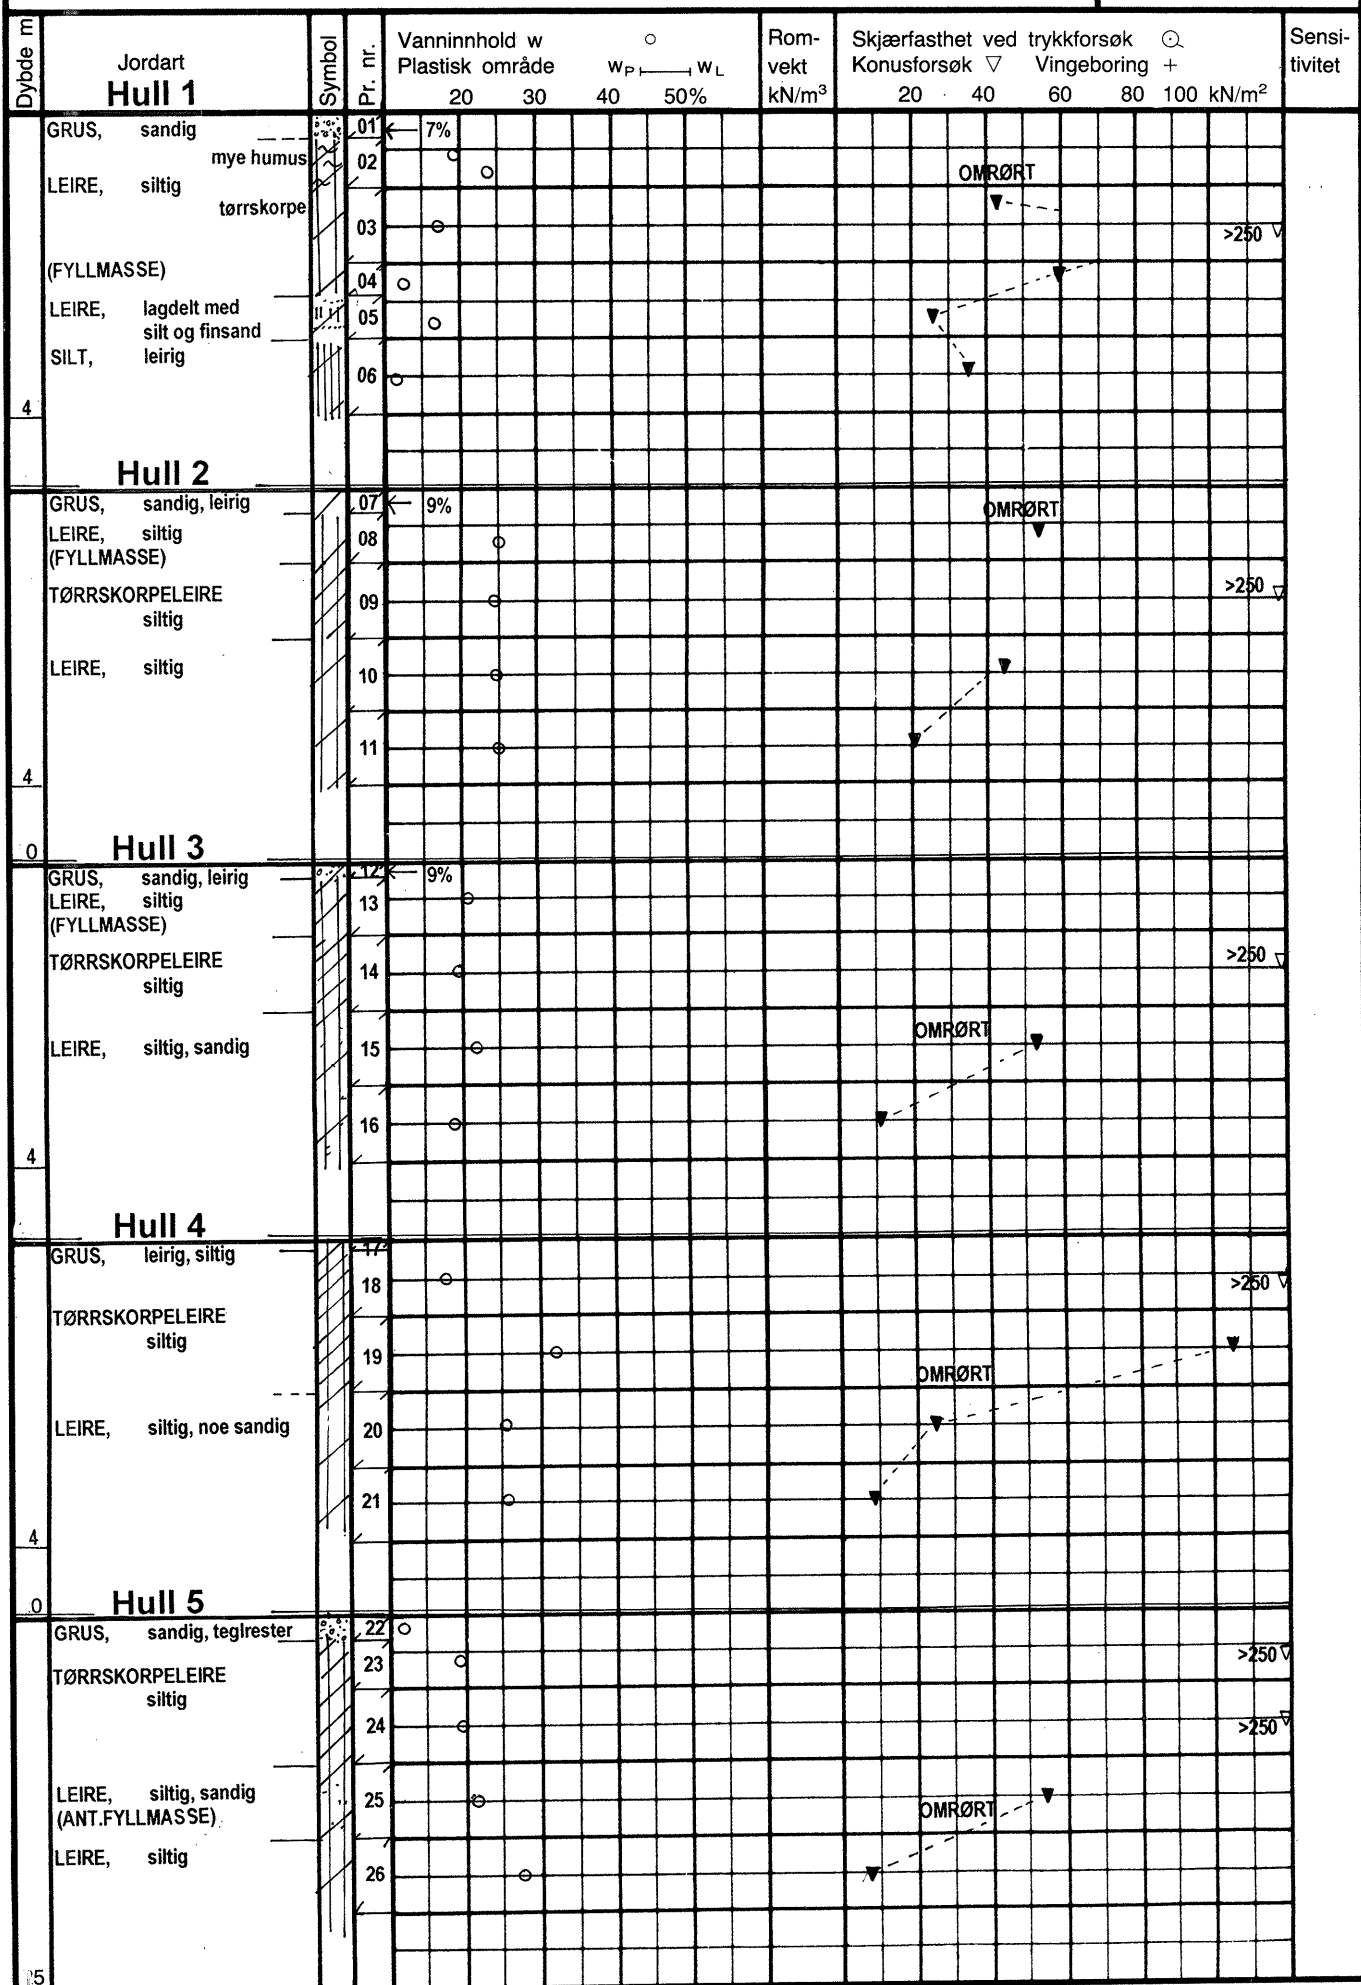 Dybde m
Jordart
Hull 1
Symbol
Pr. nr.
Vanninnhold w
Plastisk område wP wL
20 30 40 50%
Rom-
vekt
kN/m³
Skjærfasthet ved trykkforsøk
Konusforsøk ▽ Vingeboring +
20 40 60 80 100 kN/m²
Sensi-
tivitet
GRUS, sandig 01 7%
mye humus 02
LEIRE, siltig OMRØRT
tørrskorpe
03 >250
(FYLLMASSE) 04
LEIRE, lagdelt med 05
silt og finsand
SILT, leirig
06
4
Hull 2
GRUS, sandig, leirig 07 9% OMRØRT
LEIRE, siltig 08
(FYLLMASSE)
TØRRSKORPELEIRE 09 >250
siltig
LEIRE, siltig 10
11
4
0 Hull 3
GRUS, sandig, leirig 12 9%
LEIRE, siltig 13
(FYLLMASSE)
TØRRSKORPELEIRE 14 >250
siltig
LEIRE, siltig, sandig 15 OMRØRT
16
4
Hull 4
GRUS, leirig, siltig 17
18 >250
TØRRSKORPELEIRE
siltig 19
OMRØRT
LEIRE, siltig, noe sandig 20
21
4
0 Hull 5
GRUS, sandig, teglrester 22
23 >250
TØRRSKORPELEIRE
siltig
24 >250
LEIRE, siltig, sandig 25
(ANT.FYLLMASSE) OMRØRT
LEIRE, siltig
26
5